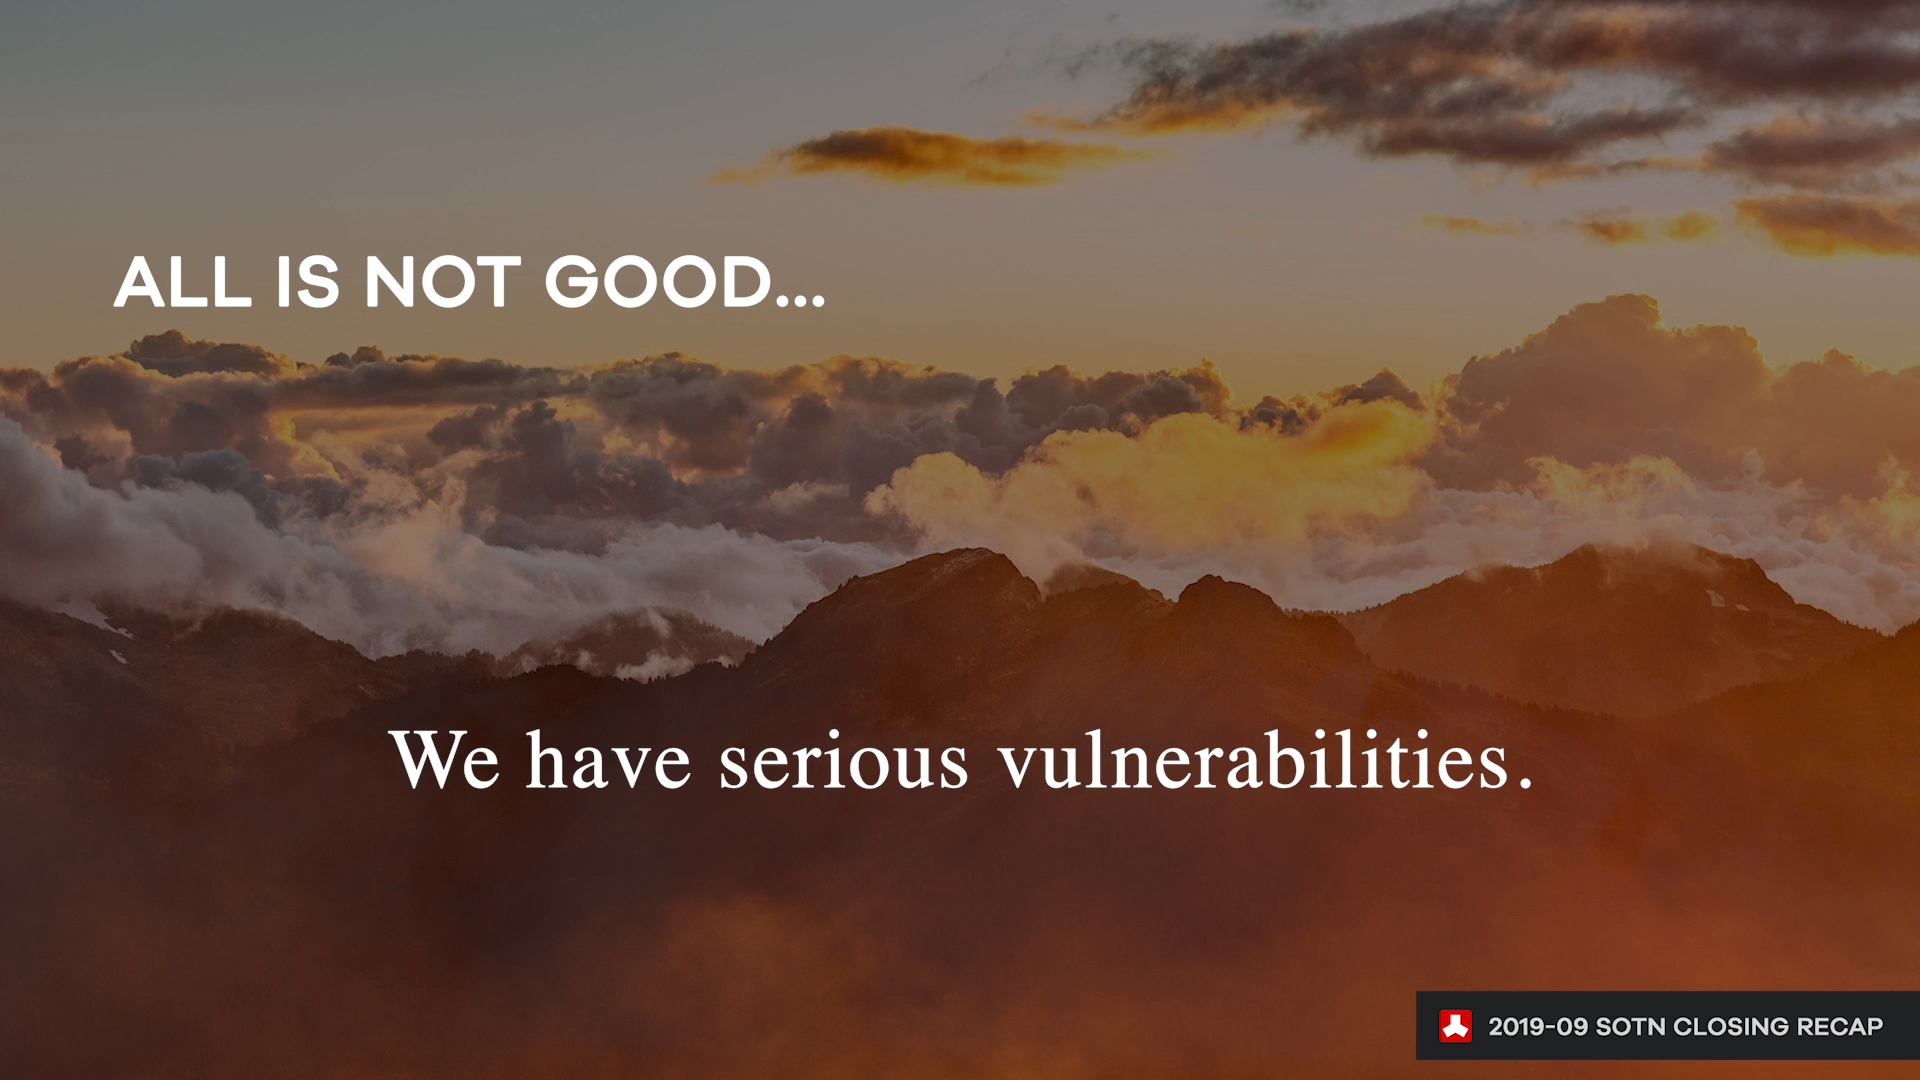 ALL IS NOT GOOD...
We have serious vulnerabilities.
2019-09 SOTN CLOSING RECAP